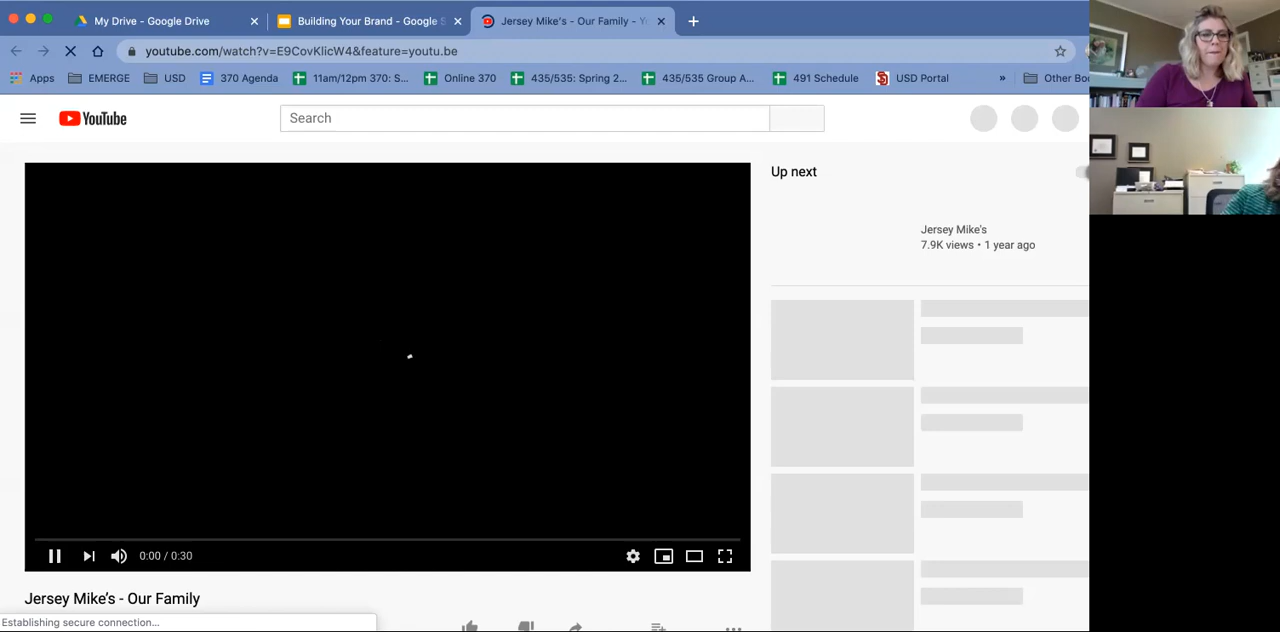 My Drive - Google Drive
Building Your Brand - Google S
Jersey Mike's - Our Family - Y
youtube.com/watch?v=E9CovKlicW4&feature=youtu.be
Apps
EMERGE
USD
370 Agenda
11am/12pm 370: S...
Online 370
435/535: Spring 2...
435/535 Group A...
491 Schedule
USD Portal
»
Other Bo
YouTube
Search
Up next
Jersey Mike's
7.9K views • 1 year ago
0:00 / 0:30
Jersey Mike's - Our Family
Establishing secure connection...